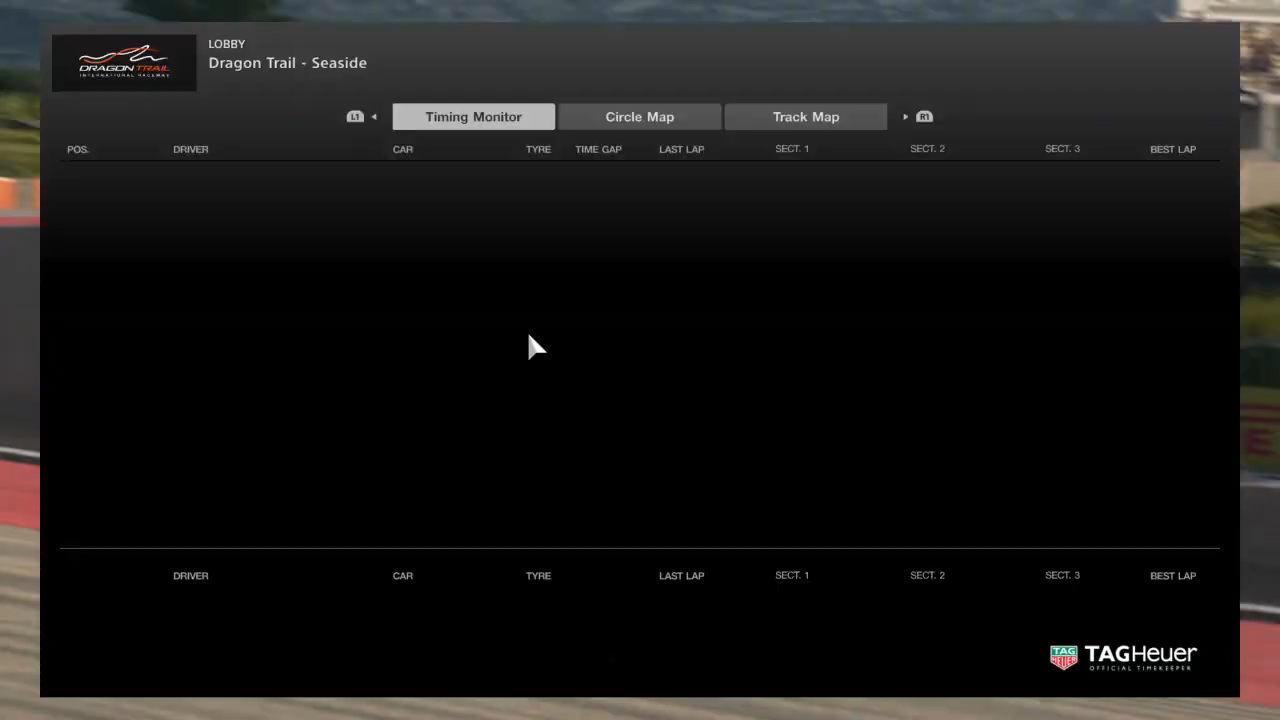 LOBBY
Dragon Trail - Seaside
DRAGON TRAIL
INTERNATIONAL RACEWAY
L1 Timing Monitor Circle Map Track Map R1
POS. DRIVER CAR TYRE TIME GAP LAST LAP SECT. 1 SECT. 2 SECT. 3 BEST LAP
DRIVER CAR TYRE LAST LAP SECT. 1 SECT. 2 SECT. 3 BEST LAP
TAG HEUER TAGHeuer
OFFICIAL TIMEKEEPER